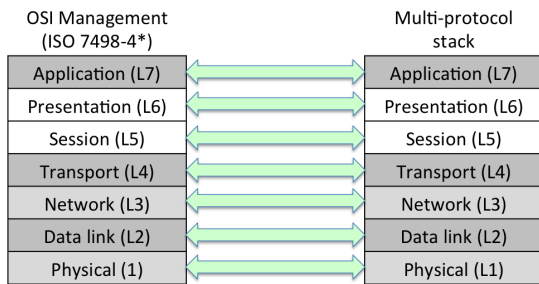 OSI Management
(ISO 7498-4*)
Multi-protocol
stack
Application (L7)
Application (L7)
Presentation (L6)
Presentation (L6)
Session (L5)
Session (L5)
Transport (L4)
Transport (L4)
Network (L3)
Network (L3)
Data link (L2)
Data link (L2)
Physical (1)
Physical (L1)